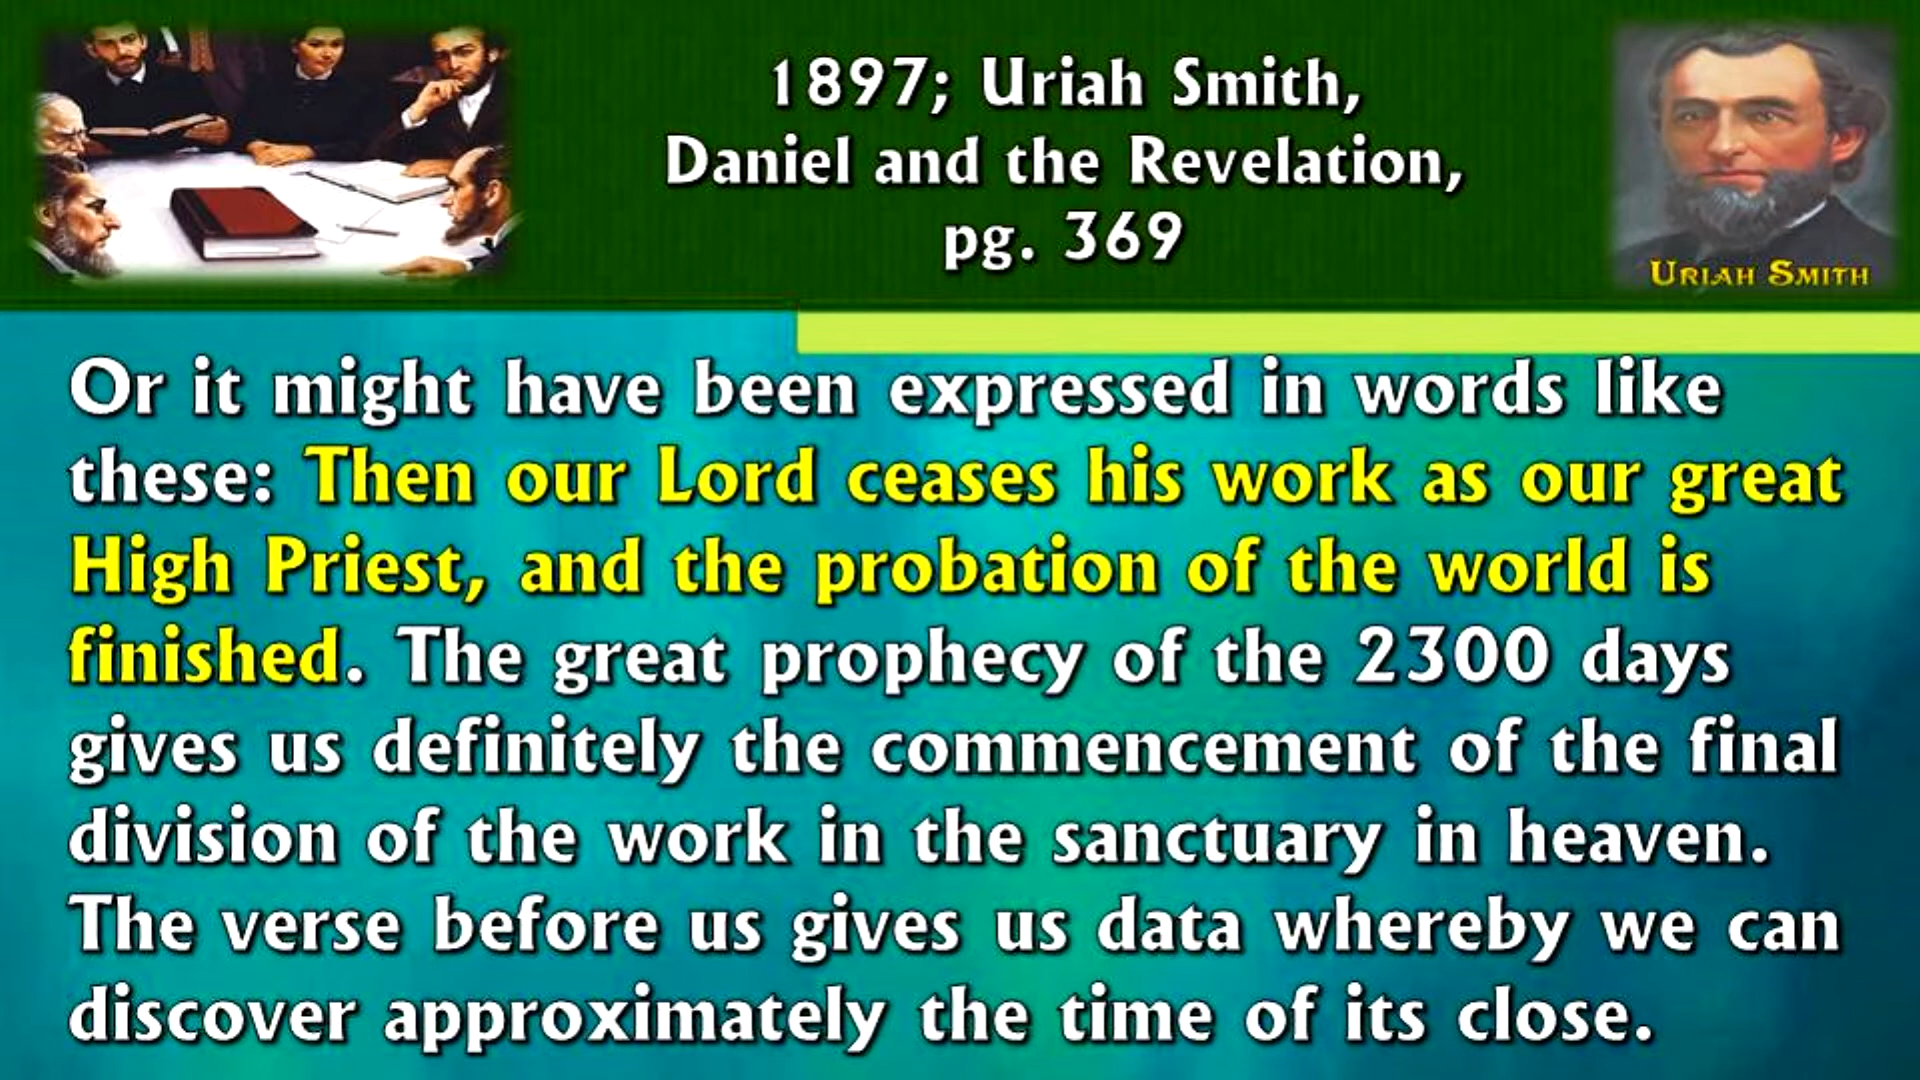 1897; Uriah Smith,
Daniel and the Revelation,
pg. 369
URIAH SMITH
Or it might have been expressed in words like
these: Then our Lord ceases his work as our great
High Priest, and the probation of the world is
finished. The great prophecy of the 2300 days
gives us definitely the commencement of the final
division of the work in the sanctuary in heaven.
The verse before us gives us data whereby we can
discover approximately the time of its close.